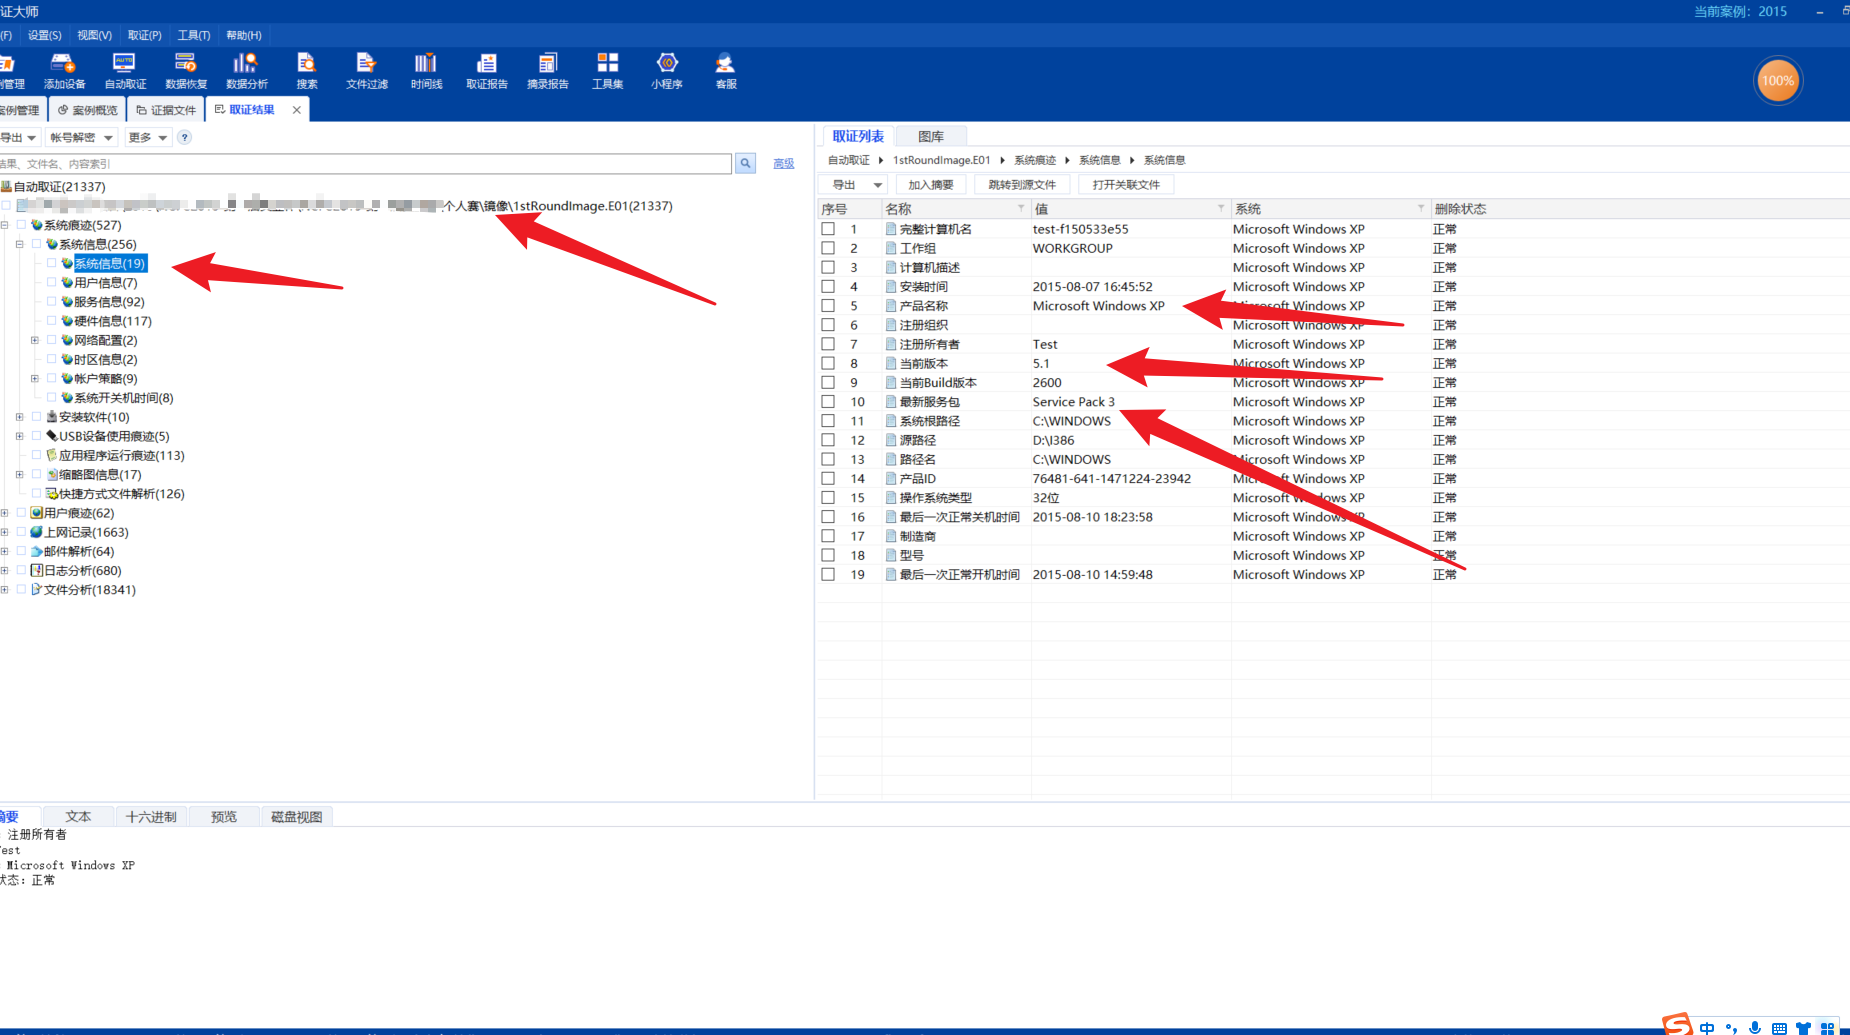 证大师
当前案例：2015
(F) 设置(S) 视图(V) 取证(P) 工具(T) 帮助(H)
例管理 添加设备 自动取证 数据恢复 数据分析 搜索 文件过滤 时间线 取证报告 摘录报告 工具集 小程序 客服
AUTO
100%
案例管理 案例概览 证据文件 取证结果
导出 帐号解密 更多 ?
结果、文件名、内容索引 高级
自动取证(21337)
个人赛\镜像\1stRoundImage.E01(21337)
系统痕迹(527)
系统信息(256)
系统信息(19)
用户信息(7)
服务信息(92)
硬件信息(117)
网络配置(2)
时区信息(2)
帐户策略(9)
系统开关机时间(8)
安装软件(10)
USB设备使用痕迹(5)
应用程序运行痕迹(113)
缩略图信息(17)
快捷方式文件解析(126)
用户痕迹(62)
上网记录(1663)
邮件解析(64)
日志分析(680)
文件分析(18341)
取证列表 图库
自动取证 1stRoundImage.E01 系统痕迹 系统信息 系统信息
导出 加入摘要 跳转到源文件 打开关联文件
序号 名称 值 系统 删除状态
1 完整计算机名 test-f150533e55 Microsoft Windows XP 正常
2 工作组 WORKGROUP Microsoft Windows XP 正常
3 计算机描述 Microsoft Windows XP 正常
4 安装时间 2015-08-07 16:45:52 Microsoft Windows XP 正常
5 产品名称 Microsoft Windows XP Microsoft Windows XP 正常
6 注册组织 Microsoft Windows XP 正常
7 注册所有者 Test Microsoft Windows XP 正常
8 当前版本 5.1 Microsoft Windows XP 正常
9 当前Build版本 2600 Microsoft Windows XP 正常
10 最新服务包 Service Pack 3 Microsoft Windows XP 正常
11 系统根路径 C:\WINDOWS Microsoft Windows XP 正常
12 源路径 D:\I386 Microsoft Windows XP 正常
13 路径名 C:\WINDOWS Microsoft Windows XP 正常
14 产品ID 76481-641-1471224-23942 Microsoft Windows XP 正常
15 操作系统类型 32位 Microsoft Windows XP 正常
16 最后一次正常关机时间 2015-08-10 18:23:58 Microsoft Windows XP 正常
17 制造商 Microsoft Windows XP 正常
18 型号 Microsoft Windows XP 正常
19 最后一次正常开机时间 2015-08-10 14:59:48 Microsoft Windows XP 正常
摘要 文本 十六进制 预览 磁盘视图
: 注册所有者
Test
: Microsoft Windows XP
状态: 正常
中